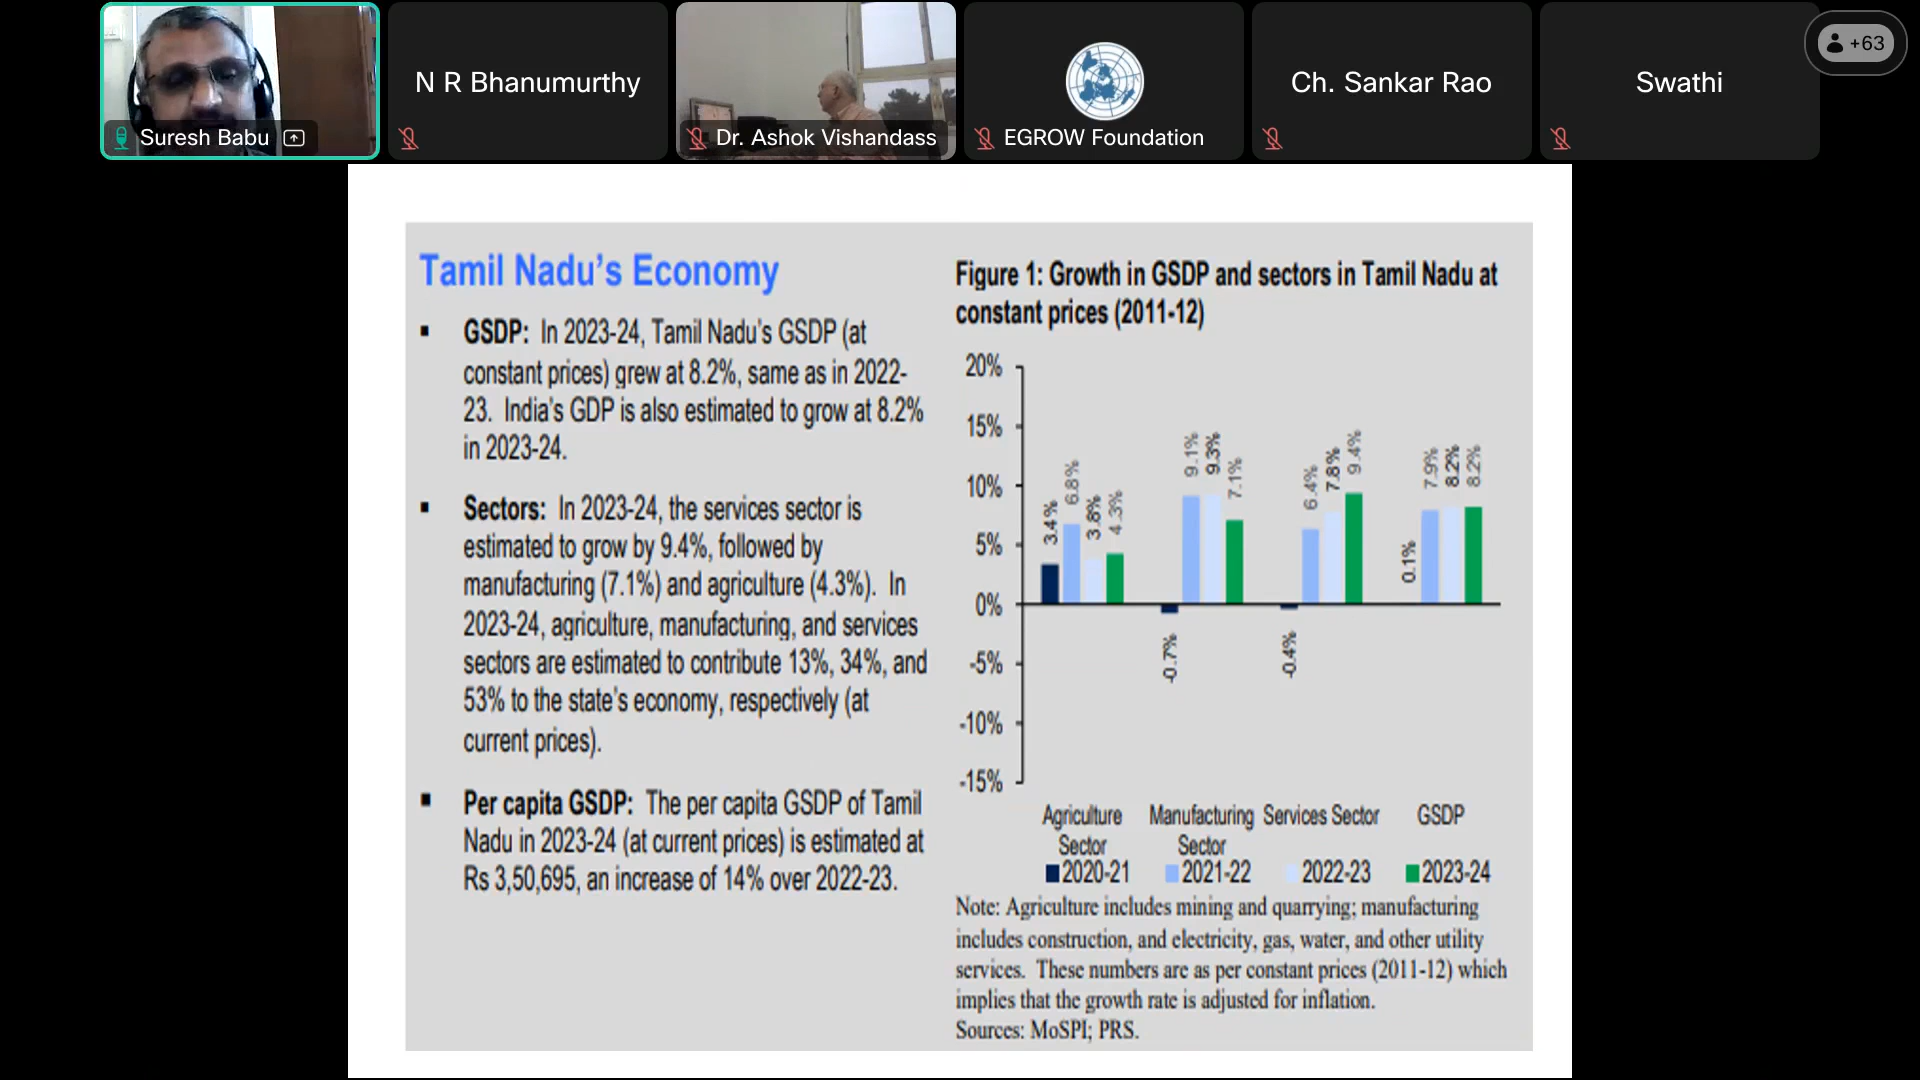 N R Bhanumurthy
Ch. Sankar Rao
Swathi
+63
Suresh Babu
Dr. Ashok Vishandass
EGROW Foundation
Tamil Nadu's Economy
▪ GSDP: In 2023-24, Tamil Nadu's GSDP (at
constant prices) grew at 8.2%, same as in 2022-
23. India's GDP is also estimated to grow at 8.2%
in 2023-24.
▪ Sectors: In 2023-24, the services sector is
estimated to grow by 9.4%, followed by
manufacturing (7.1%) and agriculture (4.3%). In
2023-24, agriculture, manufacturing, and services
sectors are estimated to contribute 13%, 34%, and
53% to the state's economy, respectively (at
current prices).
▪ Per capita GSDP: The per capita GSDP of Tamil
Nadu in 2023-24 (at current prices) is estimated at
Rs 3,50,695, an increase of 14% over 2022-23.
Figure 1: Growth in GSDP and sectors in Tamil Nadu at
constant prices (2011-12)
20%
15%
10%
5%
0%
-5%
-10%
-15%
3.4%
6.8%
3.8%
4.3%
-0.7%
9.1%
9.3%
7.1%
-0.4%
6.4%
7.8%
9.4%
0.1%
7.9%
8.2%
8.2%
Agriculture Sector
Manufacturing Sector
Services Sector
GSDP
2020-21 2021-22 2022-23 2023-24
Note: Agriculture includes mining and quarrying; manufacturing
includes construction, and electricity, gas, water, and other utility
services. These numbers are as per constant prices (2011-12) which
implies that the growth rate is adjusted for inflation.
Sources: MoSPI; PRS.